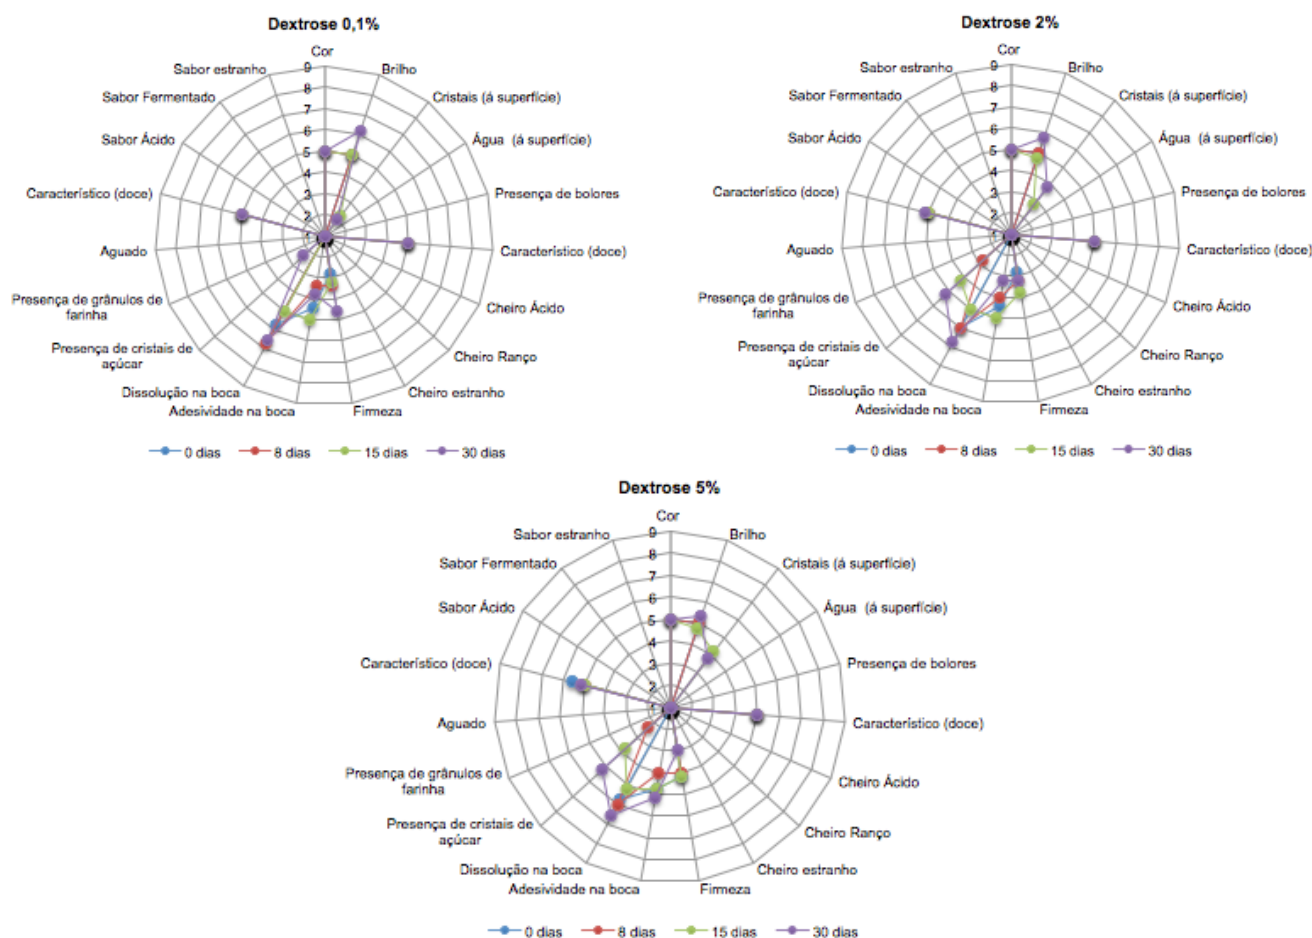 Dextrose 0,1%
Cor
Brilho
Cristais (á superfície)
Água (á superfície)
Presença de bolores
Característico (doce)
Cheiro Ácido
Cheiro Ranço
Cheiro estranho
Firmeza
Adesividade na boca
Dissolução na boca
Presença de cristais de
açúcar
Presença de grânulos de
farinha
Aguado
Característico (doce)
Sabor Ácido
Sabor Fermentado
Sabor estranho
9
8
7
6
5
4
3
2
1
0 dias
8 dias
15 dias
30 dias
Dextrose 2%
Cor
Brilho
Cristais (á superfície)
Água (á superfície)
Presença de bolores
Característico (doce)
Cheiro Ácido
Cheiro Ranço
Cheiro estranho
Firmeza
Adesividade na boca
Dissolução na boca
Presença de cristais de
açúcar
Presença de grânulos de
farinha
Aguado
Característico (doce)
Sabor Ácido
Sabor Fermentado
Sabor estranho
9
8
7
6
5
4
3
2
1
0 dias
8 dias
15 dias
30 dias
Dextrose 5%
Cor
Brilho
Cristais (á superfície)
Água (á superfície)
Presença de bolores
Característico (doce)
Cheiro Ácido
Cheiro Ranço
Cheiro estranho
Firmeza
Adesividade na boca
Dissolução na boca
Presença de cristais de
açúcar
Presença de grânulos de
farinha
Aguado
Característico (doce)
Sabor Ácido
Sabor Fermentado
Sabor estranho
9
8
7
6
5
4
3
2
1
0 dias
8 dias
15 dias
30 dias